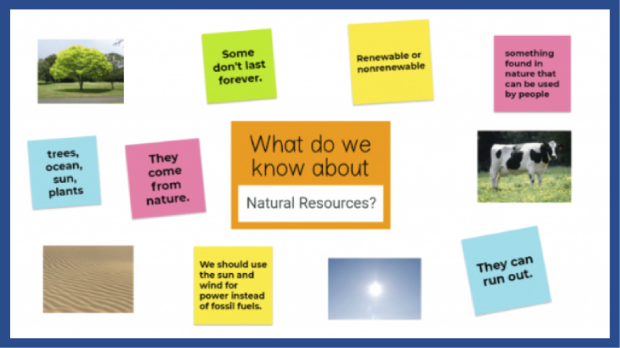 Some
don't last
forever.
Renewable or
nonrenewable
something
found in
nature that
can be used
by people
trees,
ocean,
sun,
plants
They
come
from
nature.
What do we
know about
Natural Resources?
We should use
the sun and
wind for
power instead
of fossil fuels.
They can
run out.